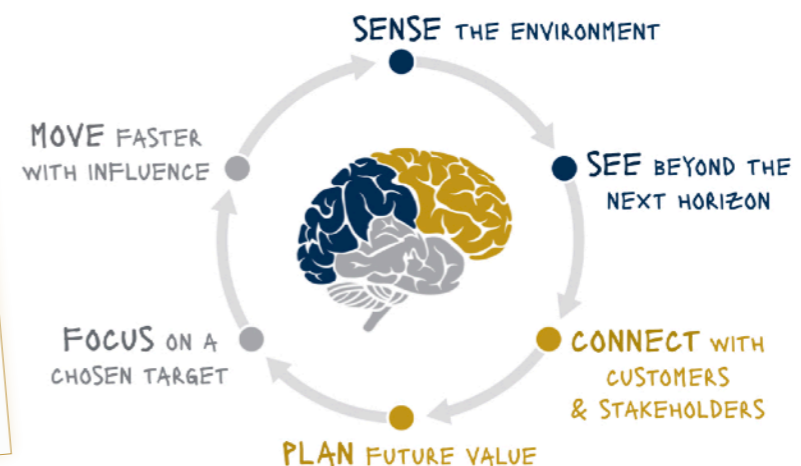 SENSE THE ENVIRONMENT
SEE BEYOND THE
NEXT HORIZON
CONNECT WITH
CUSTOMERS
& STAKEHOLDERS
PLAN FUTURE VALUE
FOCUS ON A
CHOSEN TARGET
MOVE FASTER
WITH INFLUENCE